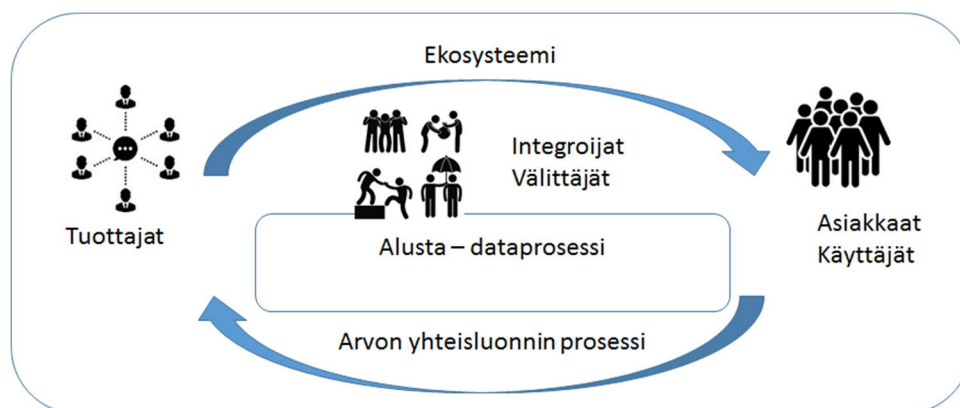 Ekosysteemi
Integroijat
Välittäjät
Tuottajat
Asiakkaat
Käyttäjät
Alusta – dataprosessi
Arvon yhteisluonnin prosessi